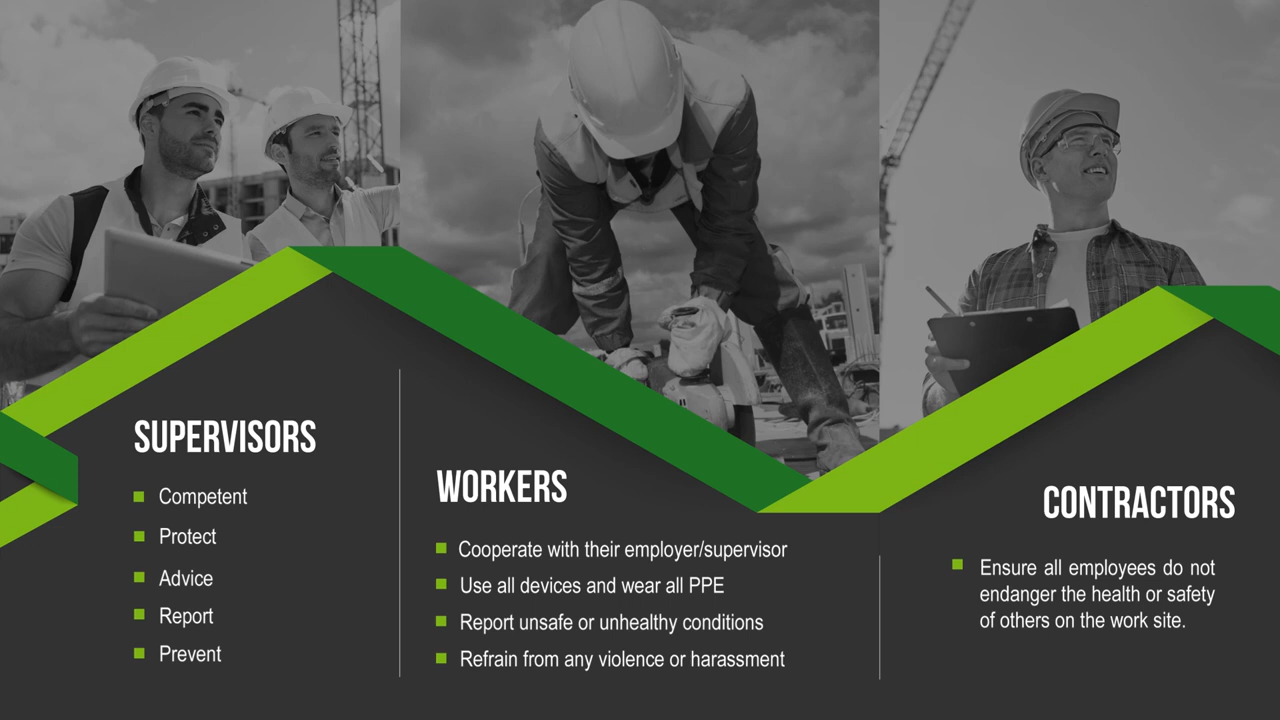 SUPERVISORS
Competent
Protect
Advice
Report
Prevent
WORKERS
Cooperate with their employer/supervisor
Use all devices and wear all PPE
Report unsafe or unhealthy conditions
Refrain from any violence or harassment
CONTRACTORS
Ensure all employees do not
endanger the health or safety
of others on the work site.